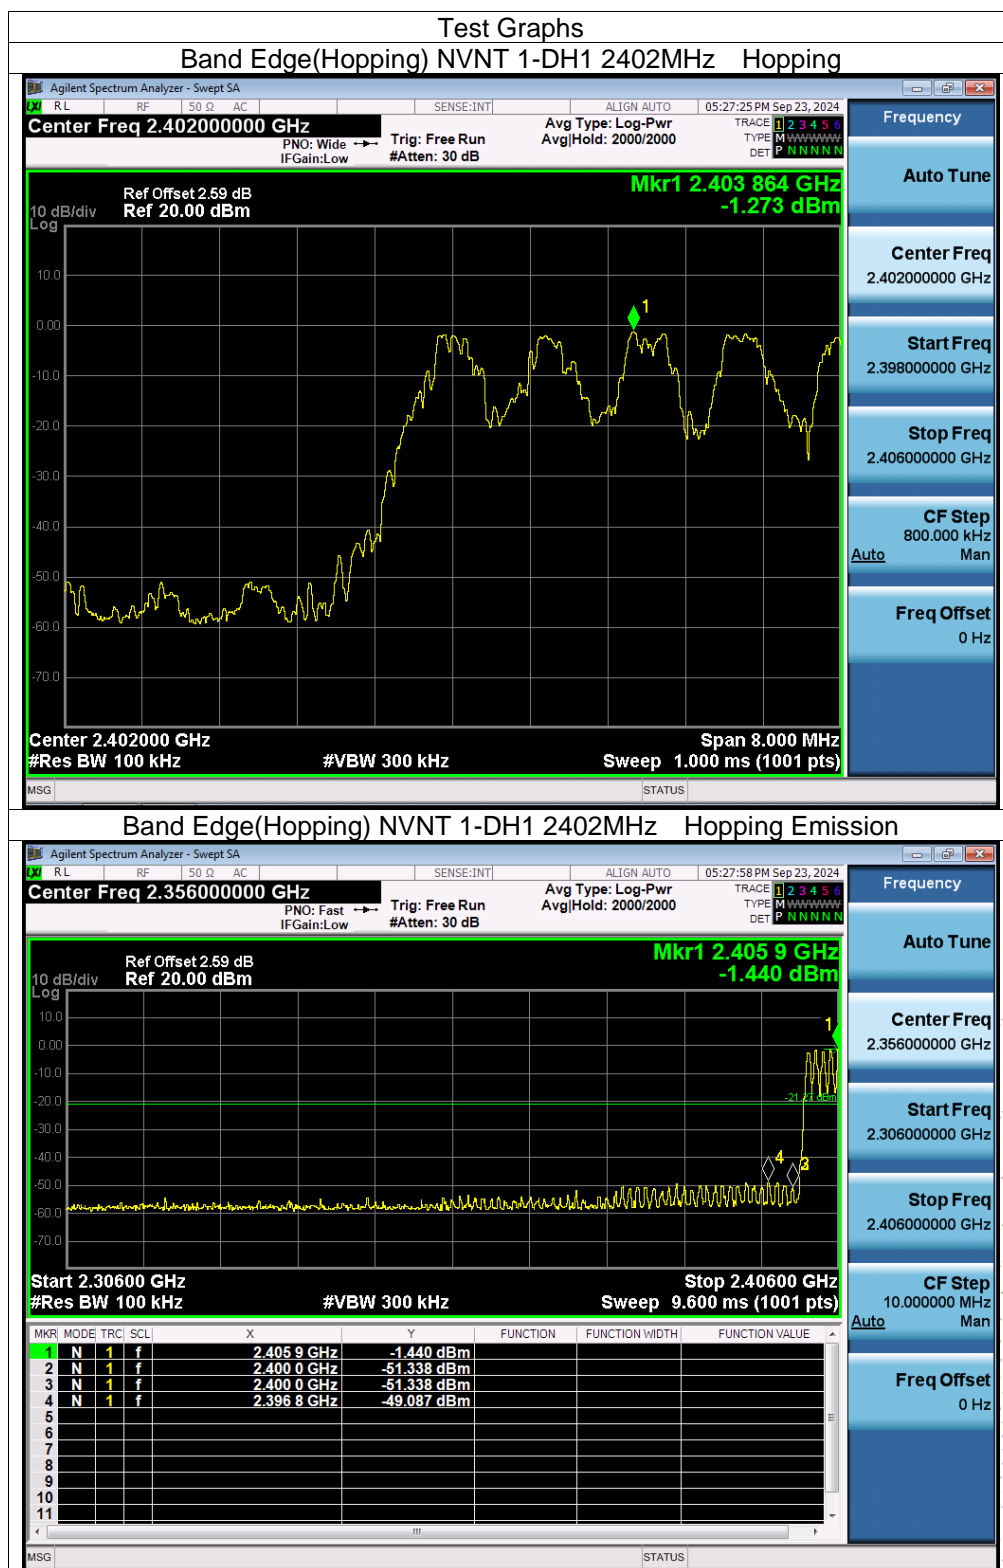 Test Graphs
Band Edge(Hopping) NVNT 1-DH1 2402MHz Hopping
Agilent Spectrum Analyzer - Swept SA
LXI RL RF 50 Ω AC SENSE:INT ALIGN AUTO 05:27:25 PM Sep 23, 2024
Center Freq 2.402000000 GHz
PNO: Wide
IFGain:Low
Trig: Free Run
#Atten: 30 dB
Avg Type: Log-Pwr
Avg|Hold: 2000/2000
TRACE 1 2 3 4 5 6
TYPE M WWWWW
DET P N N N N N
Frequency
Auto Tune
Center Freq
2.402000000 GHz
Start Freq
2.398000000 GHz
Stop Freq
2.406000000 GHz
CF Step
800.000 kHz
Auto Man
Freq Offset
0 Hz
Mkr1 2.403 864 GHz
-1.273 dBm
Ref Offset 2.59 dB
10 dB/div Ref 20.00 dBm
Log
10.0
0.00
-10.0
-20.0
-30.0
-40.0
-50.0
-60.0
-70.0
1
Center 2.402000 GHz Span 8.000 MHz
#Res BW 100 kHz #VBW 300 kHz Sweep 1.000 ms (1001 pts)
MSG STATUS
Band Edge(Hopping) NVNT 1-DH1 2402MHz Hopping Emission
Agilent Spectrum Analyzer - Swept SA
LXI RL RF 50 Ω AC SENSE:INT ALIGN AUTO 05:27:58 PM Sep 23, 2024
Center Freq 2.356000000 GHz
PNO: Fast
IFGain:Low
Trig: Free Run
#Atten: 30 dB
Avg Type: Log-Pwr
Avg|Hold: 2000/2000
TRACE 1 2 3 4 5 6
TYPE M WWWWW
DET P N N N N N
Frequency
Auto Tune
Center Freq
2.356000000 GHz
Start Freq
2.306000000 GHz
Stop Freq
2.406000000 GHz
CF Step
10.000000 MHz
Auto Man
Freq Offset
0 Hz
Mkr1 2.405 9 GHz
-1.440 dBm
Ref Offset 2.59 dB
10 dB/div Ref 20.00 dBm
Log
10.0
0.00
-10.0
-20.0
-30.0
-40.0
-50.0
-60.0
-70.0
1
-21.27 dBm
4
Start 2.30600 GHz Stop 2.40600 GHz
#Res BW 100 kHz #VBW 300 kHz Sweep 9.600 ms (1001 pts)
MKR MODE TRC SCL X Y FUNCTION FUNCTION WIDTH FUNCTION VALUE
1 N 1 f 2.405 9 GHz -1.440 dBm
2 N 1 f 2.400 0 GHz -51.338 dBm
3 N 1 f 2.400 0 GHz -51.338 dBm
4 N 1 f 2.396 8 GHz -49.087 dBm
5
6
7
8
9
10
11
MSG STATUS